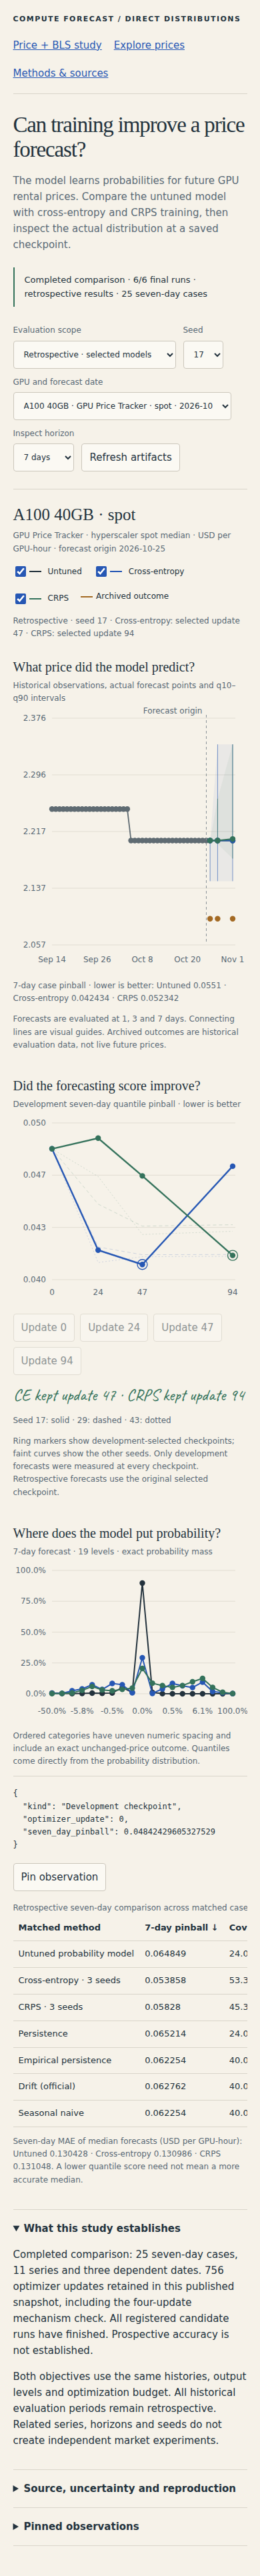 COMPUTE FORECAST / DIRECT DISTRIBUTIONS
Price + BLS study Explore prices
Methods & sources
Can training improve a price
forecast?
The model learns probabilities for future GPU
rental prices. Compare the untuned model
with cross-entropy and CRPS training, then
inspect the actual distribution at a saved
checkpoint.
Completed comparison · 6/6 final runs ·
retrospective results · 25 seven-day cases
Evaluation scope Seed
Retrospective · selected models 17
GPU and forecast date
A100 40GB · GPU Price Tracker · spot · 2026-10
Inspect horizon
7 days Refresh artifacts
A100 40GB · spot
GPU Price Tracker · hyperscaler spot median · USD per
GPU-hour · forecast origin 2026-10-25
Untuned Cross-entropy
CRPS Archived outcome
Retrospective · seed 17 · Cross-entropy: selected update
47 · CRPS: selected update 94
What price did the model predict?
Historical observations, actual forecast points and q10–
q90 intervals
Forecast origin
2.376
2.296
2.217
2.137
2.057
Sep 14 Sep 26 Oct 8 Oct 20 Nov 1
7-day case pinball · lower is better: Untuned 0.0551 ·
Cross-entropy 0.042434 · CRPS 0.052342
Forecasts are evaluated at 1, 3 and 7 days. Connecting
lines are visual guides. Archived outcomes are historical
evaluation data, not live future prices.
Did the forecasting score improve?
Development seven-day quantile pinball · lower is better
0.050
0.047
0.043
0.040
0 24 47 94
Update 0 Update 24 Update 47
Update 94
CE kept update 47 · CRPS kept update 94
Seed 17: solid · 29: dashed · 43: dotted
Ring markers show development-selected checkpoints;
faint curves show the other seeds. Only development
forecasts were measured at every checkpoint.
Retrospective forecasts use the original selected
checkpoint.
Where does the model put probability?
7-day forecast · 19 levels · exact probability mass
100.0%
75.0%
50.0%
25.0%
0.0%
-50.0% -5.8% -0.5% 0.0% 0.5% 6.1% 100.0%
Ordered categories have uneven numeric spacing and
include an exact unchanged-price outcome. Quantiles
come directly from the probability distribution.
{
"kind": "Development checkpoint",
"optimizer_update": 0,
"seven_day_pinball": 0.04842429605327529
}
Pin observation
Retrospective seven-day comparison across matched case
Matched method 7-day pinball ↓ Cov
Untuned probability model 0.064849 24.0
Cross-entropy · 3 seeds 0.053858 53.3
CRPS · 3 seeds 0.05828 45.3
Persistence 0.065214 24.0
Empirical persistence 0.062254 40.0
Drift (official) 0.062762 40.0
Seasonal naive 0.062254 40.0
Seven-day MAE of median forecasts (USD per GPU-hour):
Untuned 0.130428 · Cross-entropy 0.130986 · CRPS
0.131048. A lower quantile score need not mean a more
accurate median.
▼ What this study establishes
Completed comparison: 25 seven-day cases,
11 series and three dependent dates. 756
optimizer updates retained in this published
snapshot, including the four-update
mechanism check. All registered candidate
runs have finished. Prospective accuracy is
not established.
Both objectives use the same histories, output
levels and optimization budget. All historical
evaluation periods remain retrospective.
Related series, horizons and seeds do not
create independent market experiments.
▶ Source, uncertainty and reproduction
▶ Pinned observations